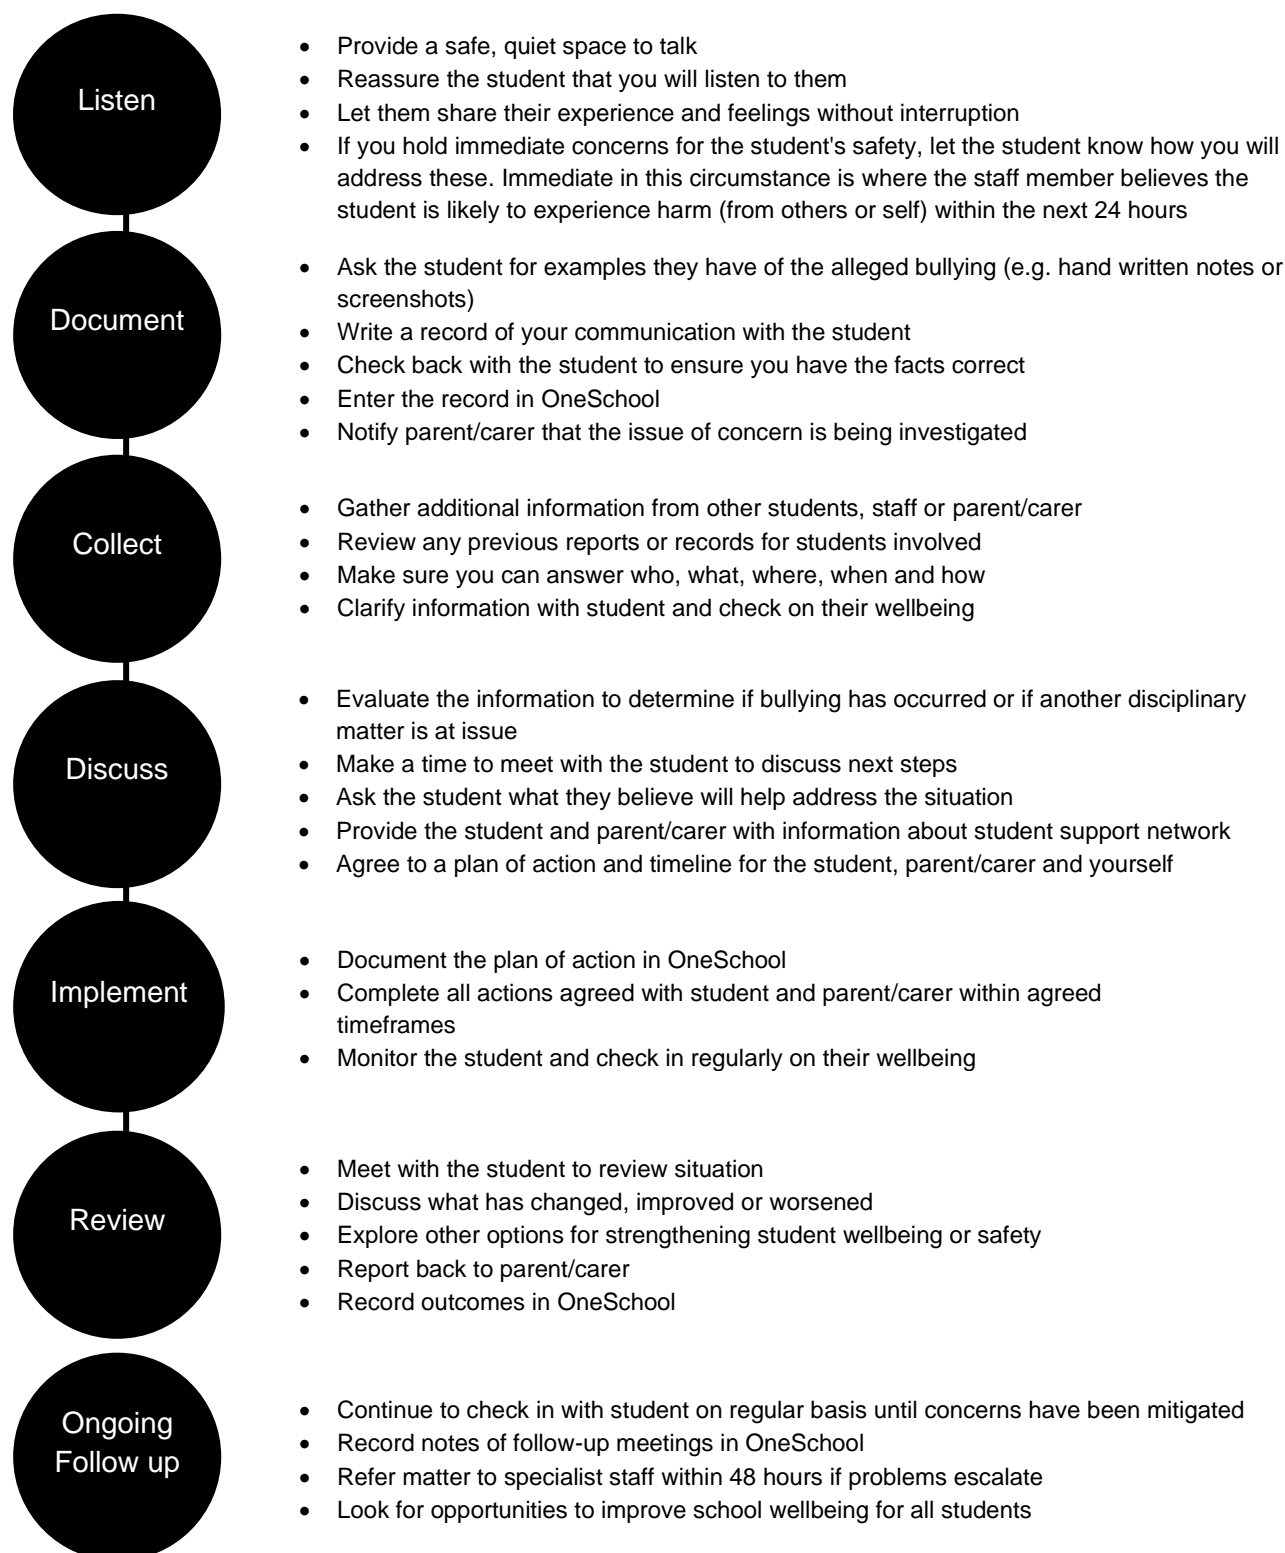 Listen
• Provide a safe, quiet space to talk
• Reassure the student that you will listen to them
• Let them share their experience and feelings without interruption
• If you hold immediate concerns for the student's safety, let the student know how you will
address these. Immediate in this circumstance is where the staff member believes the
student is likely to experience harm (from others or self) within the next 24 hours
Document
• Ask the student for examples they have of the alleged bullying (e.g. hand written notes or
screenshots)
• Write a record of your communication with the student
• Check back with the student to ensure you have the facts correct
• Enter the record in OneSchool
• Notify parent/carer that the issue of concern is being investigated
Collect
• Gather additional information from other students, staff or parent/carer
• Review any previous reports or records for students involved
• Make sure you can answer who, what, where, when and how
• Clarify information with student and check on their wellbeing
Discuss
• Evaluate the information to determine if bullying has occurred or if another disciplinary
matter is at issue
• Make a time to meet with the student to discuss next steps
• Ask the student what they believe will help address the situation
• Provide the student and parent/carer with information about student support network
• Agree to a plan of action and timeline for the student, parent/carer and yourself
Implement
• Document the plan of action in OneSchool
• Complete all actions agreed with student and parent/carer within agreed
timeframes
• Monitor the student and check in regularly on their wellbeing
Review
• Meet with the student to review situation
• Discuss what has changed, improved or worsened
• Explore other options for strengthening student wellbeing or safety
• Report back to parent/carer
• Record outcomes in OneSchool
Ongoing
Follow up
• Continue to check in with student on regular basis until concerns have been mitigated
• Record notes of follow-up meetings in OneSchool
• Refer matter to specialist staff within 48 hours if problems escalate
• Look for opportunities to improve school wellbeing for all students